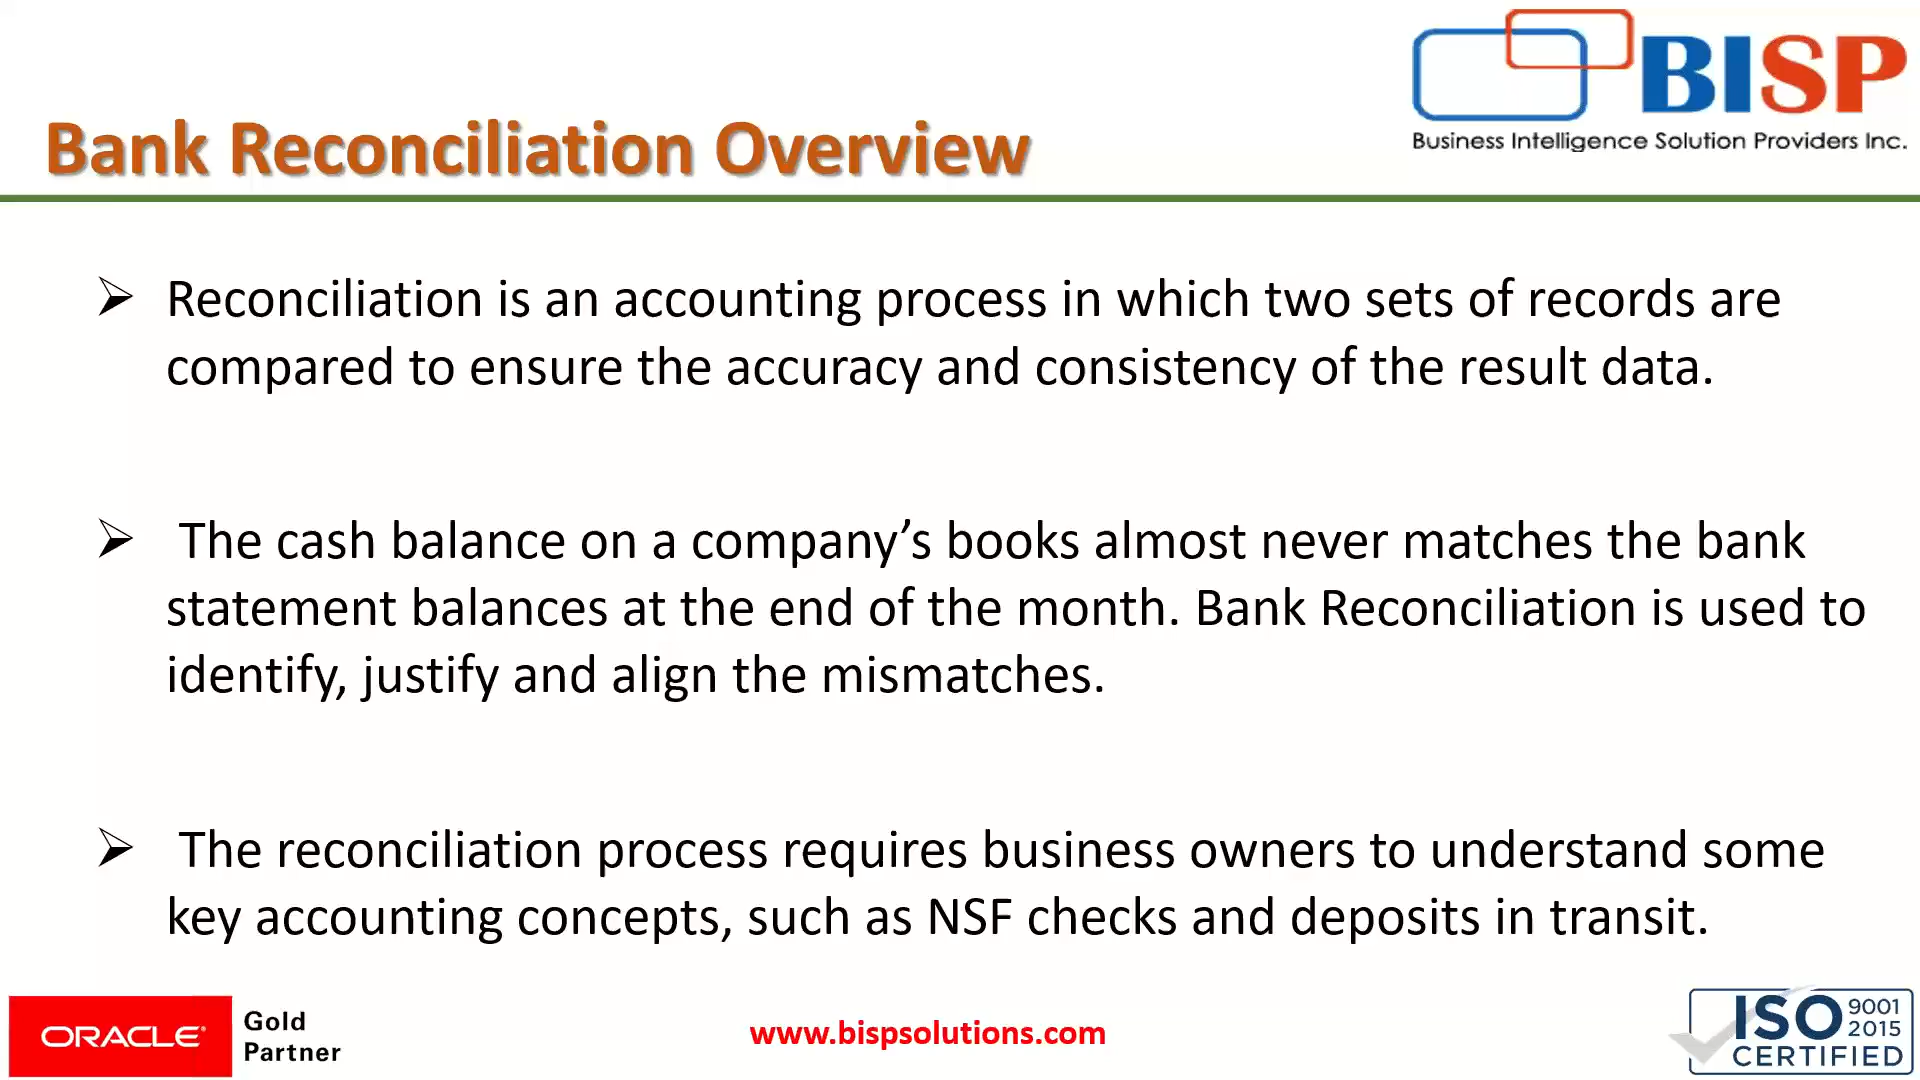 BISP
Business Intelligence Solution Providers Inc.
Bank Reconciliation Overview
➢ Reconciliation is an accounting process in which two sets of records are
compared to ensure the accuracy and consistency of the result data.
➢ The cash balance on a company’s books almost never matches the bank
statement balances at the end of the month. Bank Reconciliation is used to
identify, justify and align the mismatches.
➢ The reconciliation process requires business owners to understand some
key accounting concepts, such as NSF checks and deposits in transit.
ORACLE®
Gold
Partner
www.bispsolutions.com
ISO 9001
2015
CERTIFIED